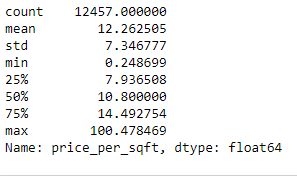 count 12457.000000
mean 12.262505
std 7.346777
min 0.248699
25% 7.936508
50% 10.800000
75% 14.492754
max 100.478469
Name: price_per_sqft, dtype: float64